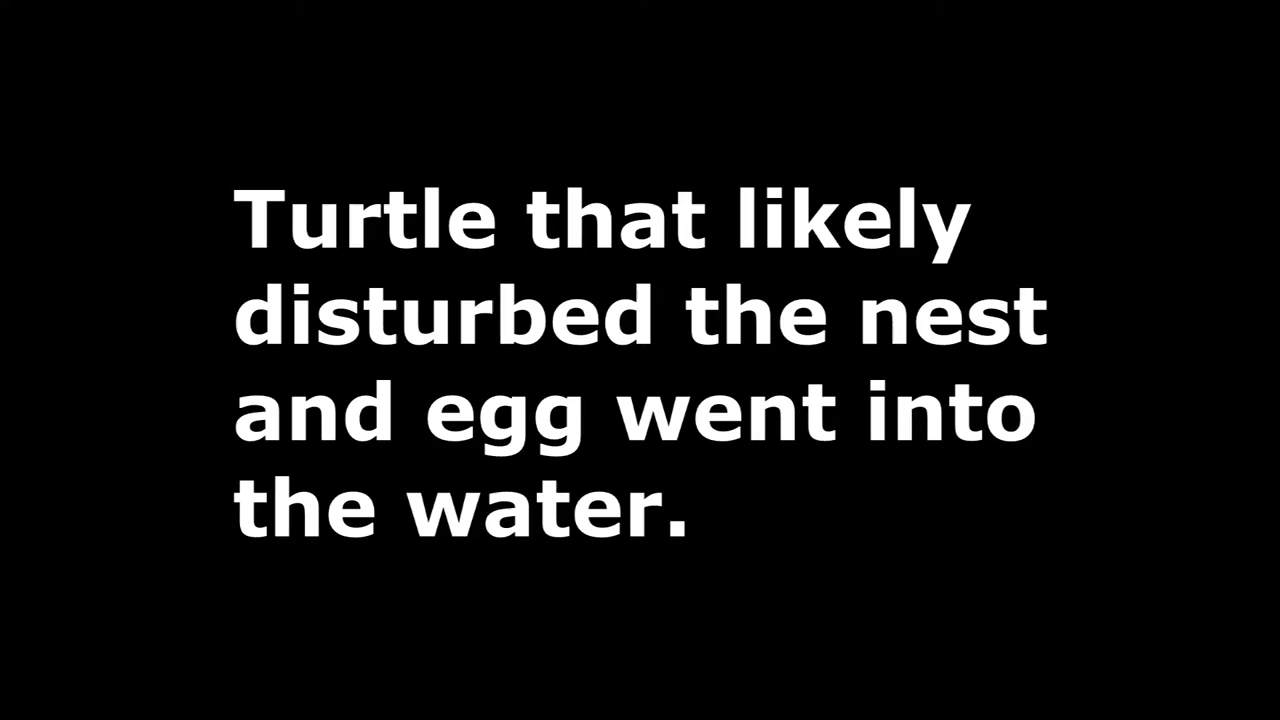 Turtle that likely
disturbed the nest
and egg went into
the water.